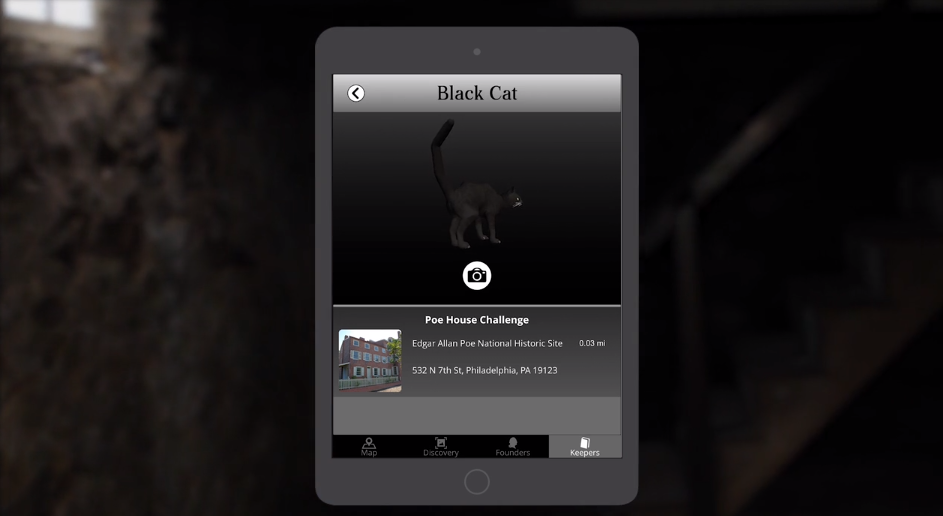 Black Cat
Poe House Challenge
Edgar Allan Poe National Historic Site 0.03 mi
532 N 7th St, Philadelphia, PA 19123
Map Discovery Founders Keepers